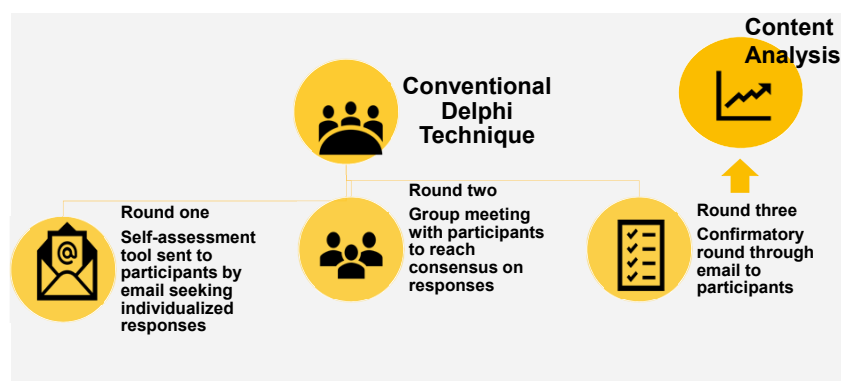 Content
Analysis
Conventional
Delphi
Technique
Round one
Self-assessment
tool sent to
participants by
email seeking
individualized
responses
Round two
Group meeting
with participants
to reach
consensus on
responses
Round three
Confirmatory
round through
email to
participants
@